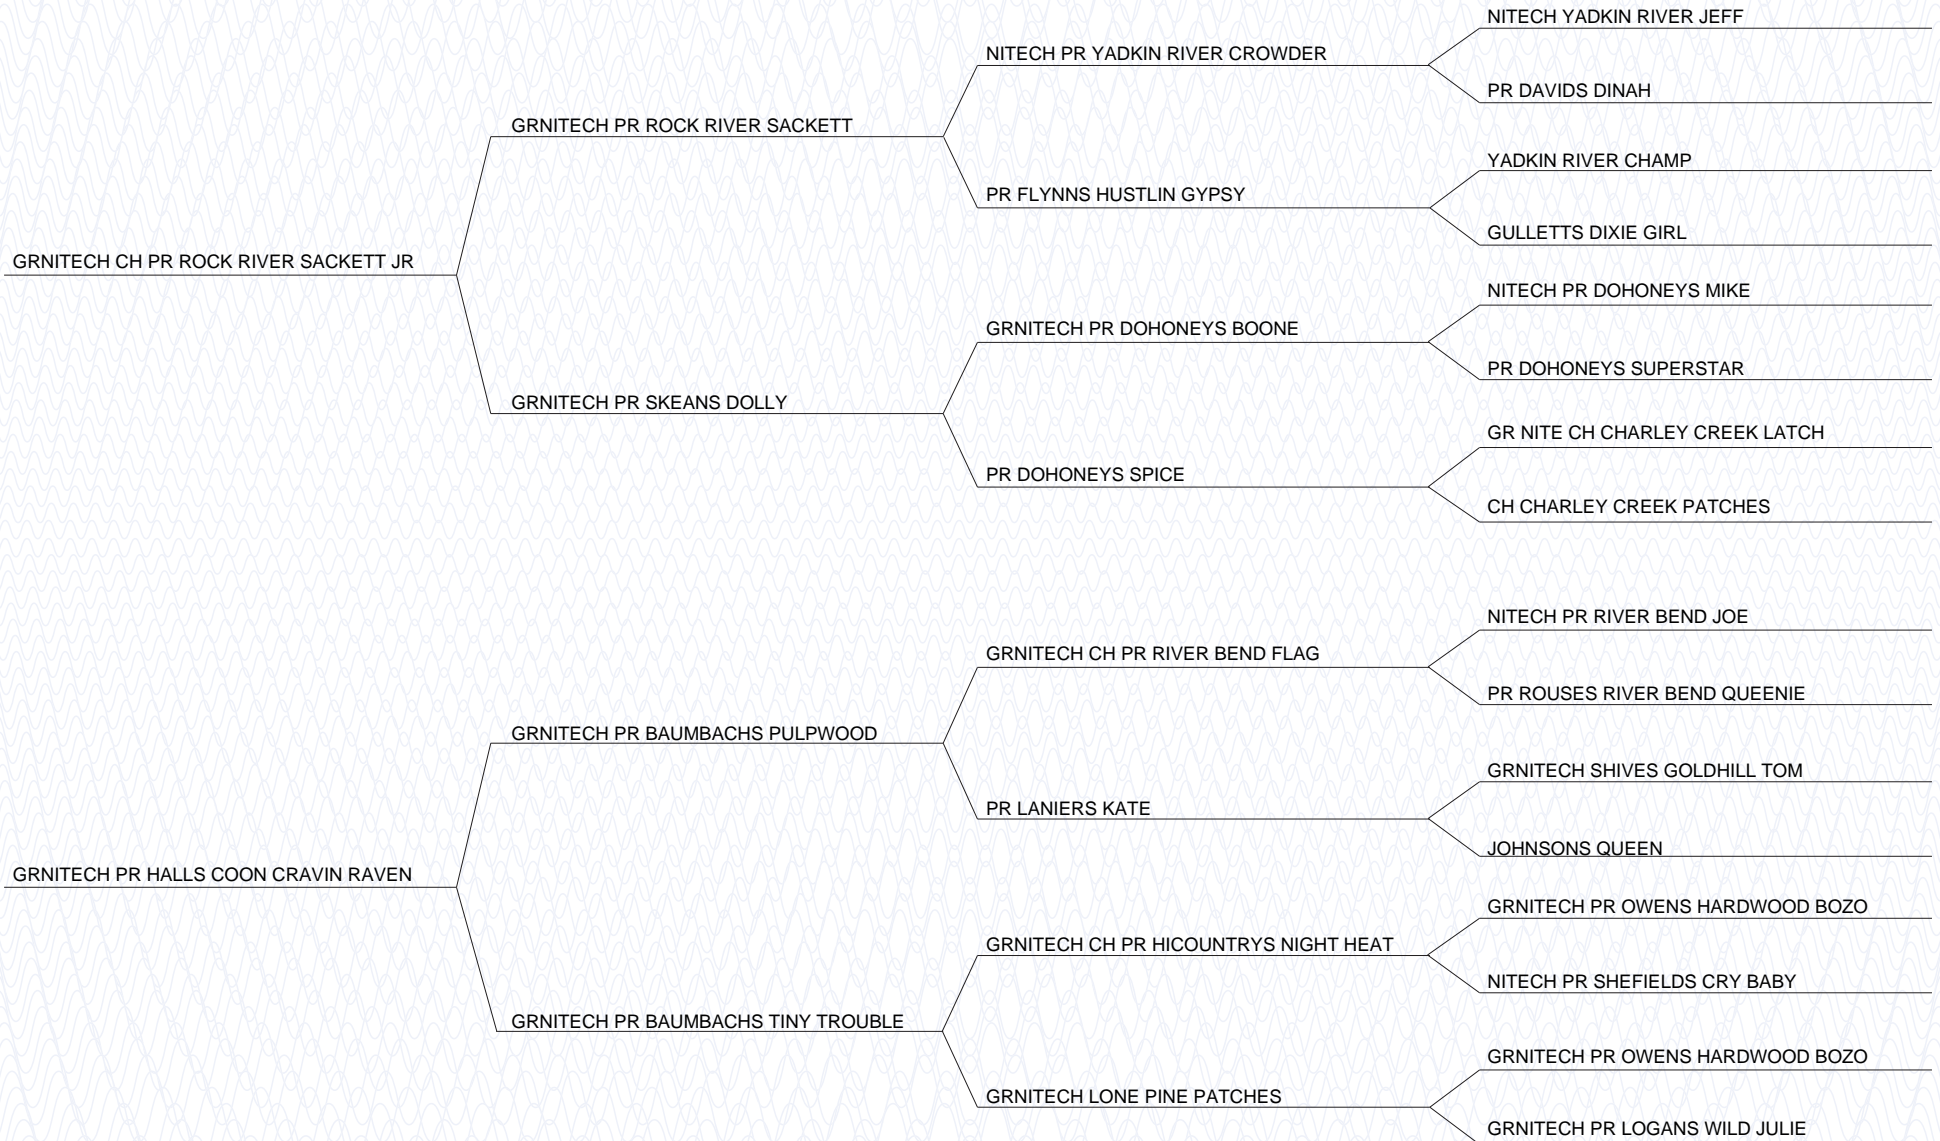 NITECH YADKIN RIVER JEFF
NITECH PR YADKIN RIVER CROWDER
PR DAVIDS DINAH
GRNITECH PR ROCK RIVER SACKETT
YADKIN RIVER CHAMP
PR FLYNNS HUSTLIN GYPSY
GULLETTS DIXIE GIRL
GRNITECH CH PR ROCK RIVER SACKETT JR
NITECH PR DOHONEYS MIKE
GRNITECH PR DOHONEYS BOONE
PR DOHONEYS SUPERSTAR
GRNITECH PR SKEANS DOLLY
GR NITE CH CHARLEY CREEK LATCH
PR DOHONEYS SPICE
CH CHARLEY CREEK PATCHES
NITECH PR RIVER BEND JOE
GRNITECH CH PR RIVER BEND FLAG
PR ROUSES RIVER BEND QUEENIE
GRNITECH PR BAUMBACHS PULPWOOD
GRNITECH SHIVES GOLDHILL TOM
PR LANIERS KATE
JOHNSONS QUEEN
GRNITECH PR HALLS COON CRAVIN RAVEN
GRNITECH PR OWENS HARDWOOD BOZO
GRNITECH CH PR HICOUNTRYS NIGHT HEAT
NITECH PR SHEFIELDS CRY BABY
GRNITECH PR BAUMBACHS TINY TROUBLE
GRNITECH PR OWENS HARDWOOD BOZO
GRNITECH LONE PINE PATCHES
GRNITECH PR LOGANS WILD JULIE